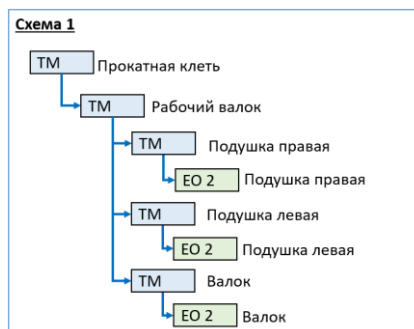 Схема 1
ТМ Прокатная клеть
ТМ Рабочий валок
ТМ Подушка правая
ЕО 2 Подушка правая
ТМ Подушка левая
ЕО 2 Подушка левая
ТМ Валок
ЕО 2 Валок